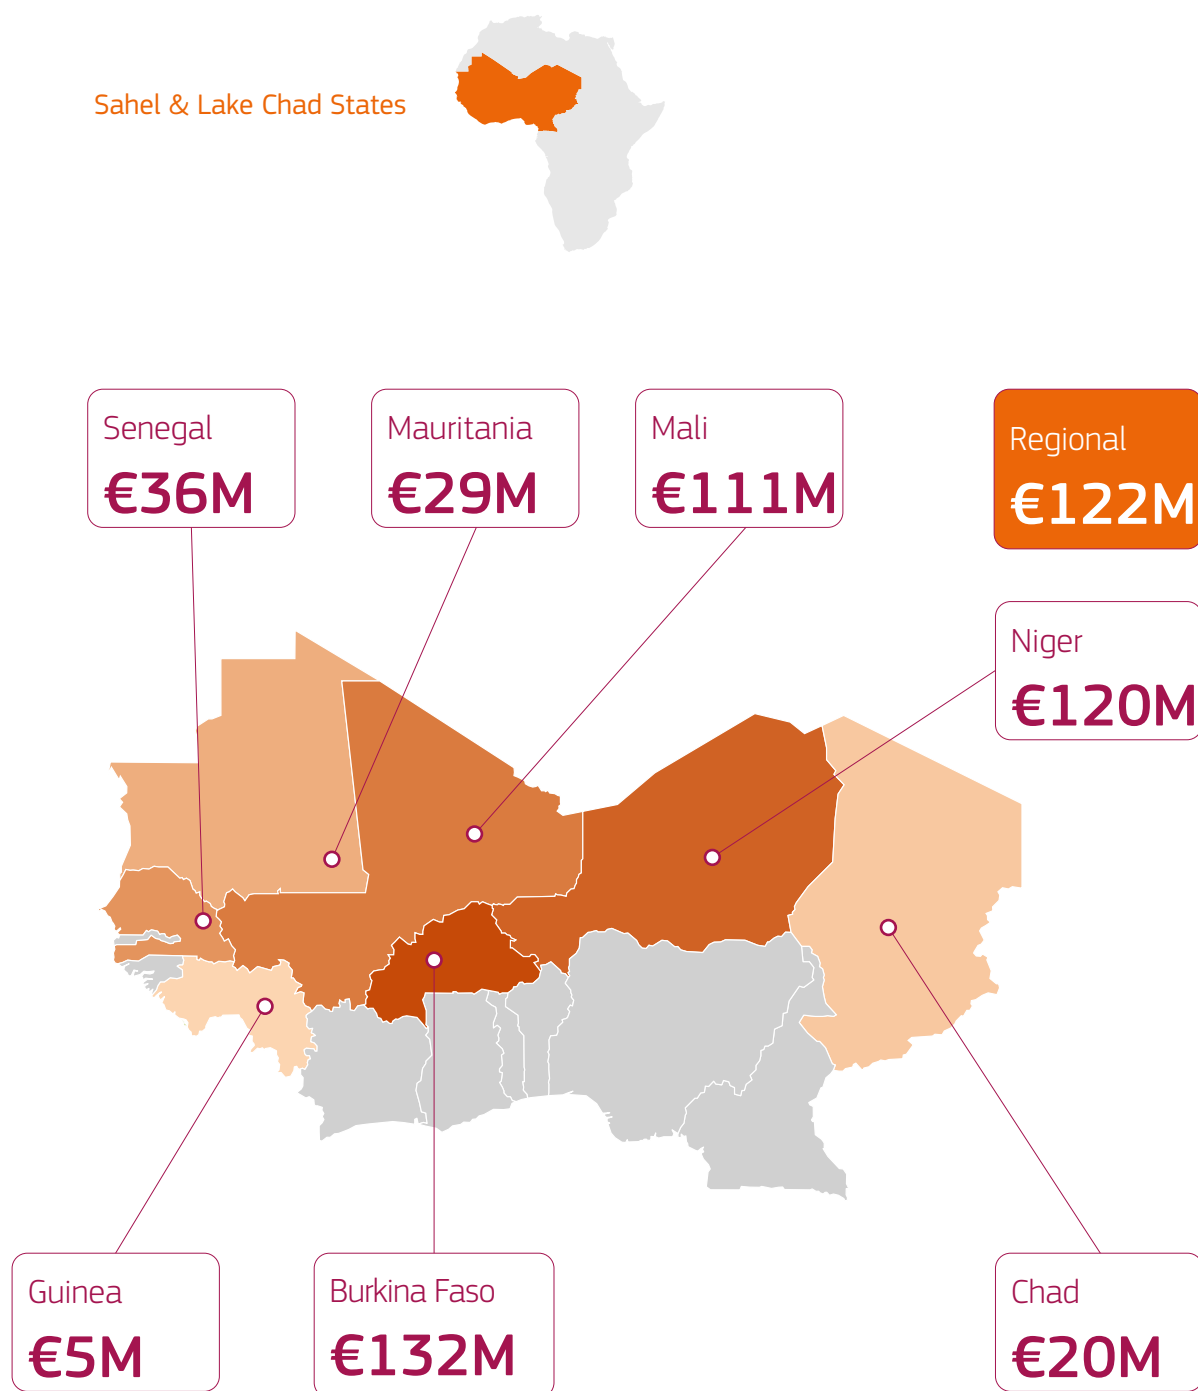 Sahel & Lake Chad States
Senegal
€36M
Mauritania
€29M
Mali
€111M
Regional
€122M
Niger
€120M
Guinea
€5M
Burkina Faso
€132M
Chad
€20M